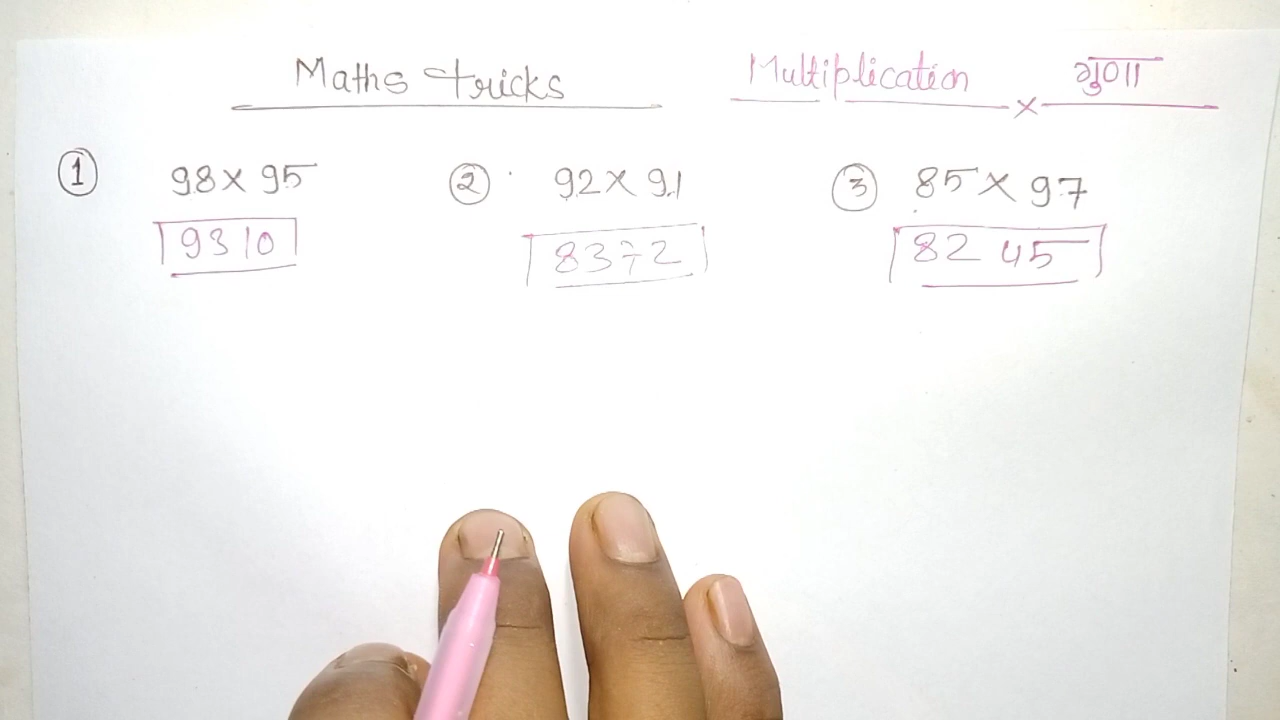 Maths tricks
Multiplication × गुणा
① 98 × 95
9310
② 92 × 91
8372
③ 85 × 97
8245